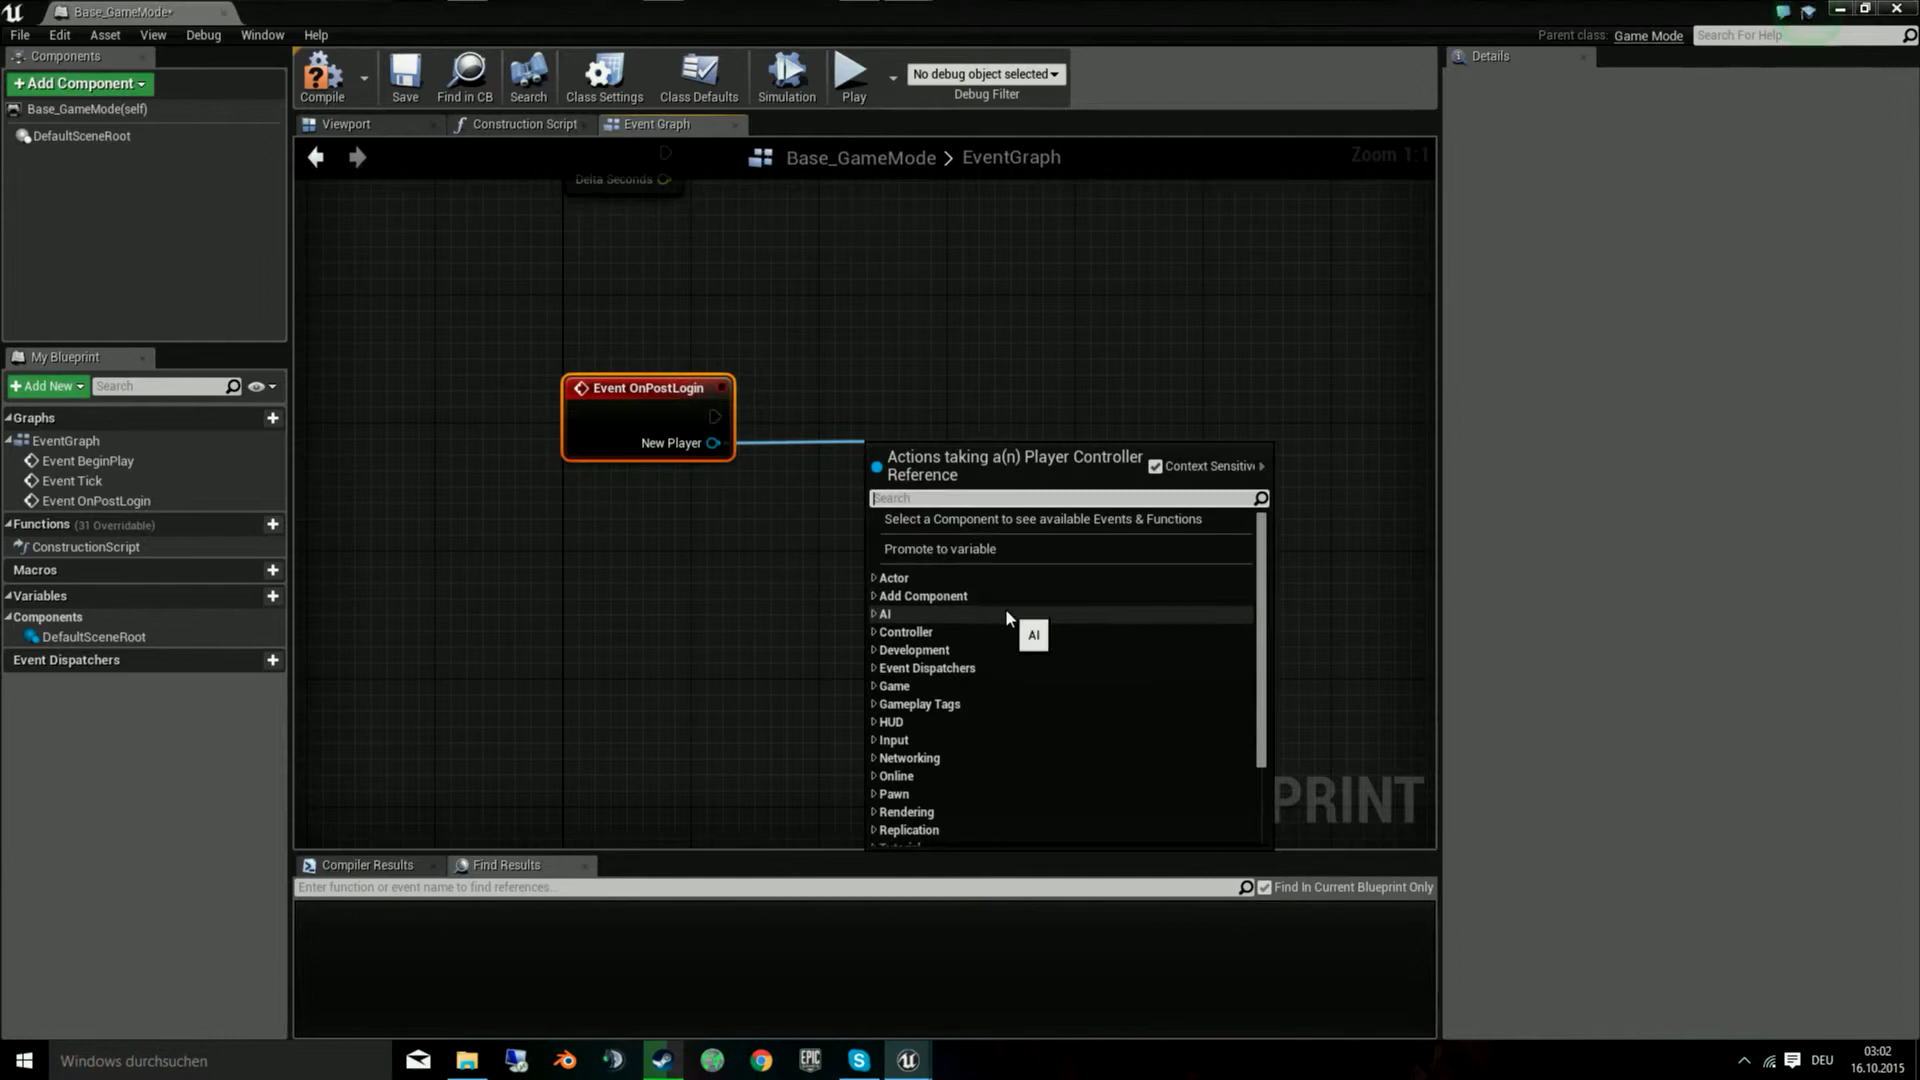 Base_GameMode*
File Edit Asset View Debug Window Help
Parent class: Game Mode
Search For Help
Components
Details
+Add Component
Base_GameMode(self)
DefaultSceneRoot
Compile
Save
Find in CB
Search
Class Settings
Class Defaults
Simulation
Play
No debug object selected
Debug Filter
Viewport
Construction Script
Event Graph
Base_GameMode > EventGraph
Zoom 1:1
Delta Seconds
My Blueprint
+Add New
Search
Graphs
EventGraph
Event BeginPlay
Event Tick
Event OnPostLogin
Functions (31 Overridable)
ConstructionScript
Macros
Variables
Components
DefaultSceneRoot
Event Dispatchers
Event OnPostLogin
New Player
Actions taking a(n) Player Controller
Reference
Context Sensitive
Search
Select a Component to see available Events & Functions
Promote to variable
Actor
Add Component
AI
Controller
Development
Event Dispatchers
Game
Gameplay Tags
HUD
Input
Networking
Online
Pawn
Rendering
Replication
AI
PRINT
Compiler Results
Find Results
Enter function or event name to find references...
Find In Current Blueprint Only
Windows durchsuchen
EPIC
DEU
03:02
16.10.2015